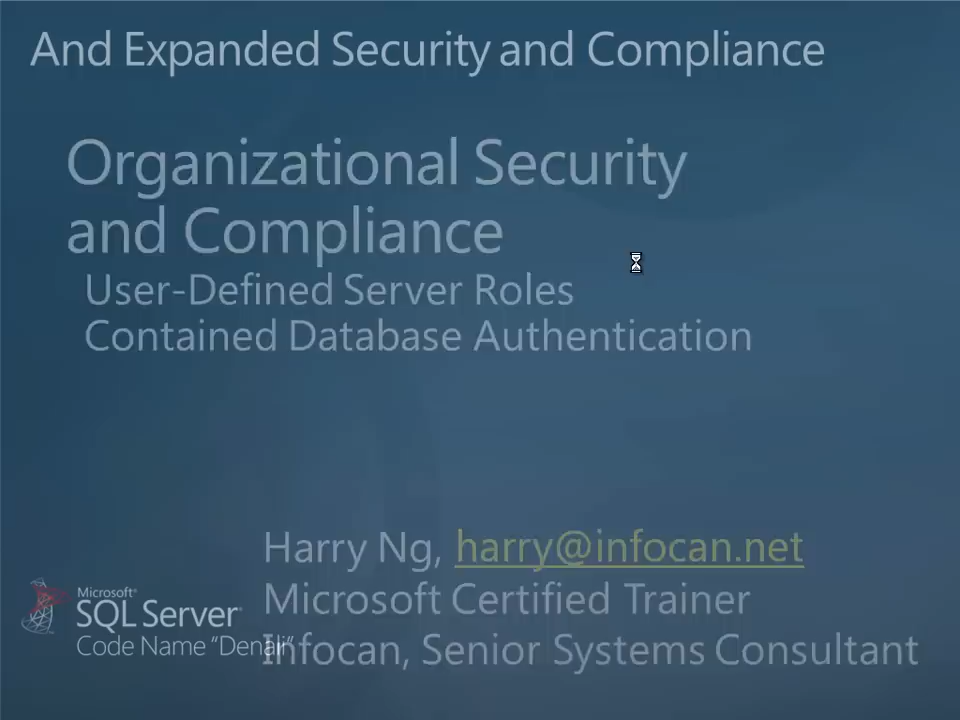 And Expanded Security and Compliance
Organizational Security
and Compliance
User-Defined Server Roles
Contained Database Authentication
Harry Ng, harry@infocan.net
Microsoft Certified Trainer
Infocan, Senior Systems Consultant
Microsoft®
SQL Server®
Code Name “Denali”